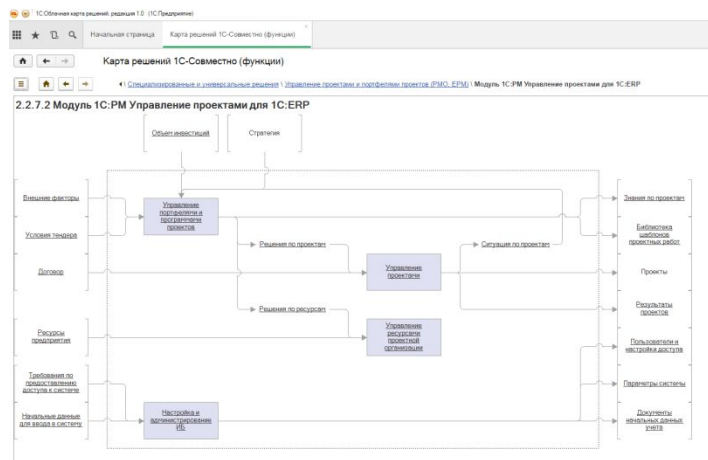 1С:Облачная карта решений, редакция 1.0 (1С:Предприятие)
Начальная страница
Карта решений 1С-Совместно (функции)
Карта решений 1С-Совместно (функции)
\ Специализированные и универсальные решения \ Управление проектами и портфелями проектов (PMO, EPM) \ Модуль 1С:PM Управление проектами для 1С:ERP
2.2.7.2 Модуль 1С:PM Управление проектами для 1С:ERP
Объем инвестиций
Стратегия
Внешние факторы
Управление
портфелями и
программами
проектов
Знания по проектам
Условия тендера
Библиотека
шаблонов
проектных работ
Решения по проектам
Ситуация по проектам
Договор
Управление
проектами
Проекты
Решения по ресурсам
Результаты
проектов
Ресурсы
предприятия
Управление
ресурсами
проектной
организации
Пользователи и
настройки доступа
Требования по
предоставлению
доступа к системе
Параметры системы
Начальные данные
для ввода в систему
Настройка и
администрирование
ИБ
Документы
начальных данных
учета